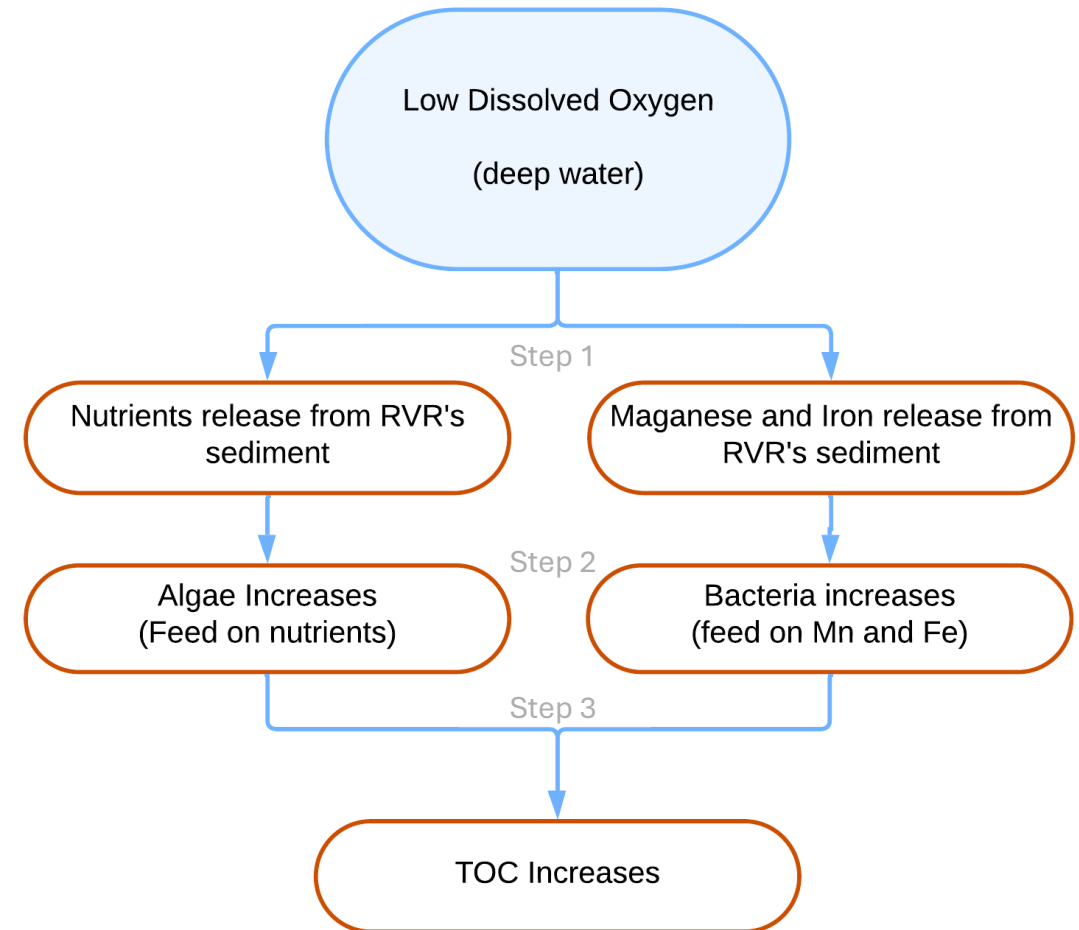 Low Dissolved Oxygen
(deep water)
Step 1
Nutrients release from RVR's
sediment
Maganese and Iron release from
RVR's sediment
Step 2
Algae Increases
(Feed on nutrients)
Bacteria increases
(feed on Mn and Fe)
Step 3
TOC Increases